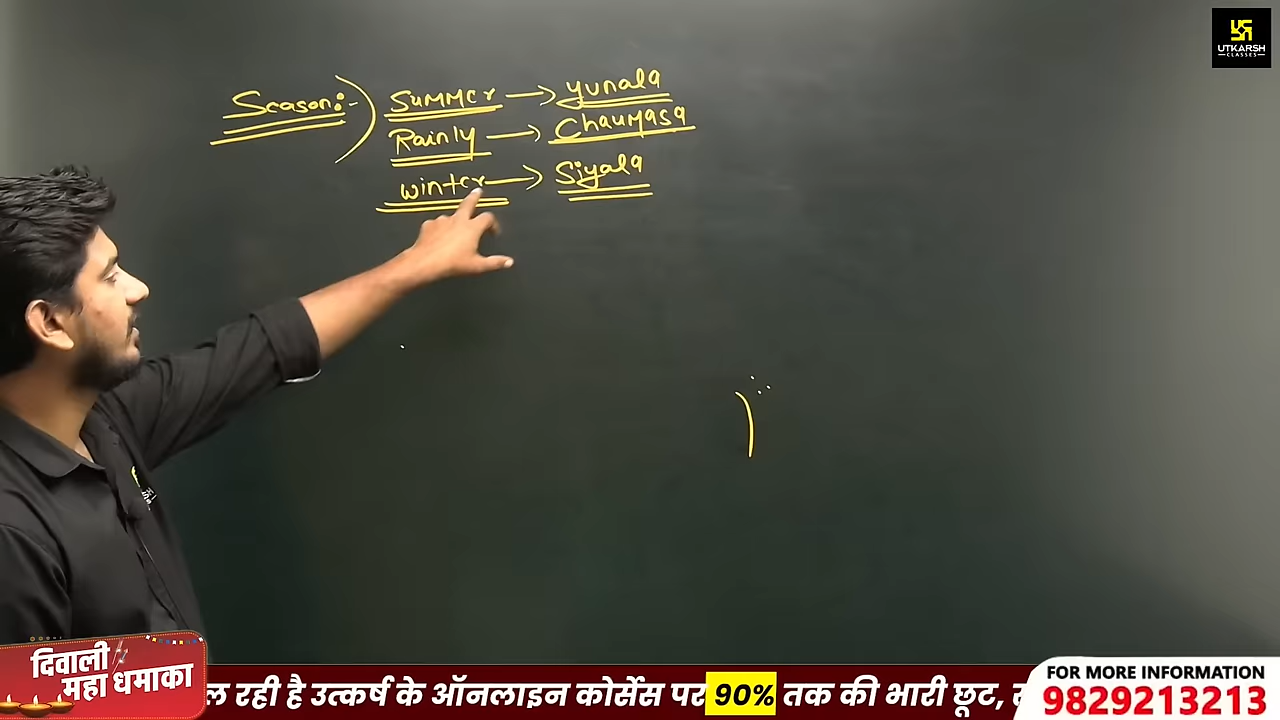 UTKARSH
CLASSES
Season:- Summer → yunala
Rainly → Chaumasa
winter → Siyala
दिवाली
महा धमाका
ल रही है उत्कर्ष के ऑनलाइन कोर्सेस पर 90% तक की भारी छूट,
FOR MORE INFORMATION
9829213213